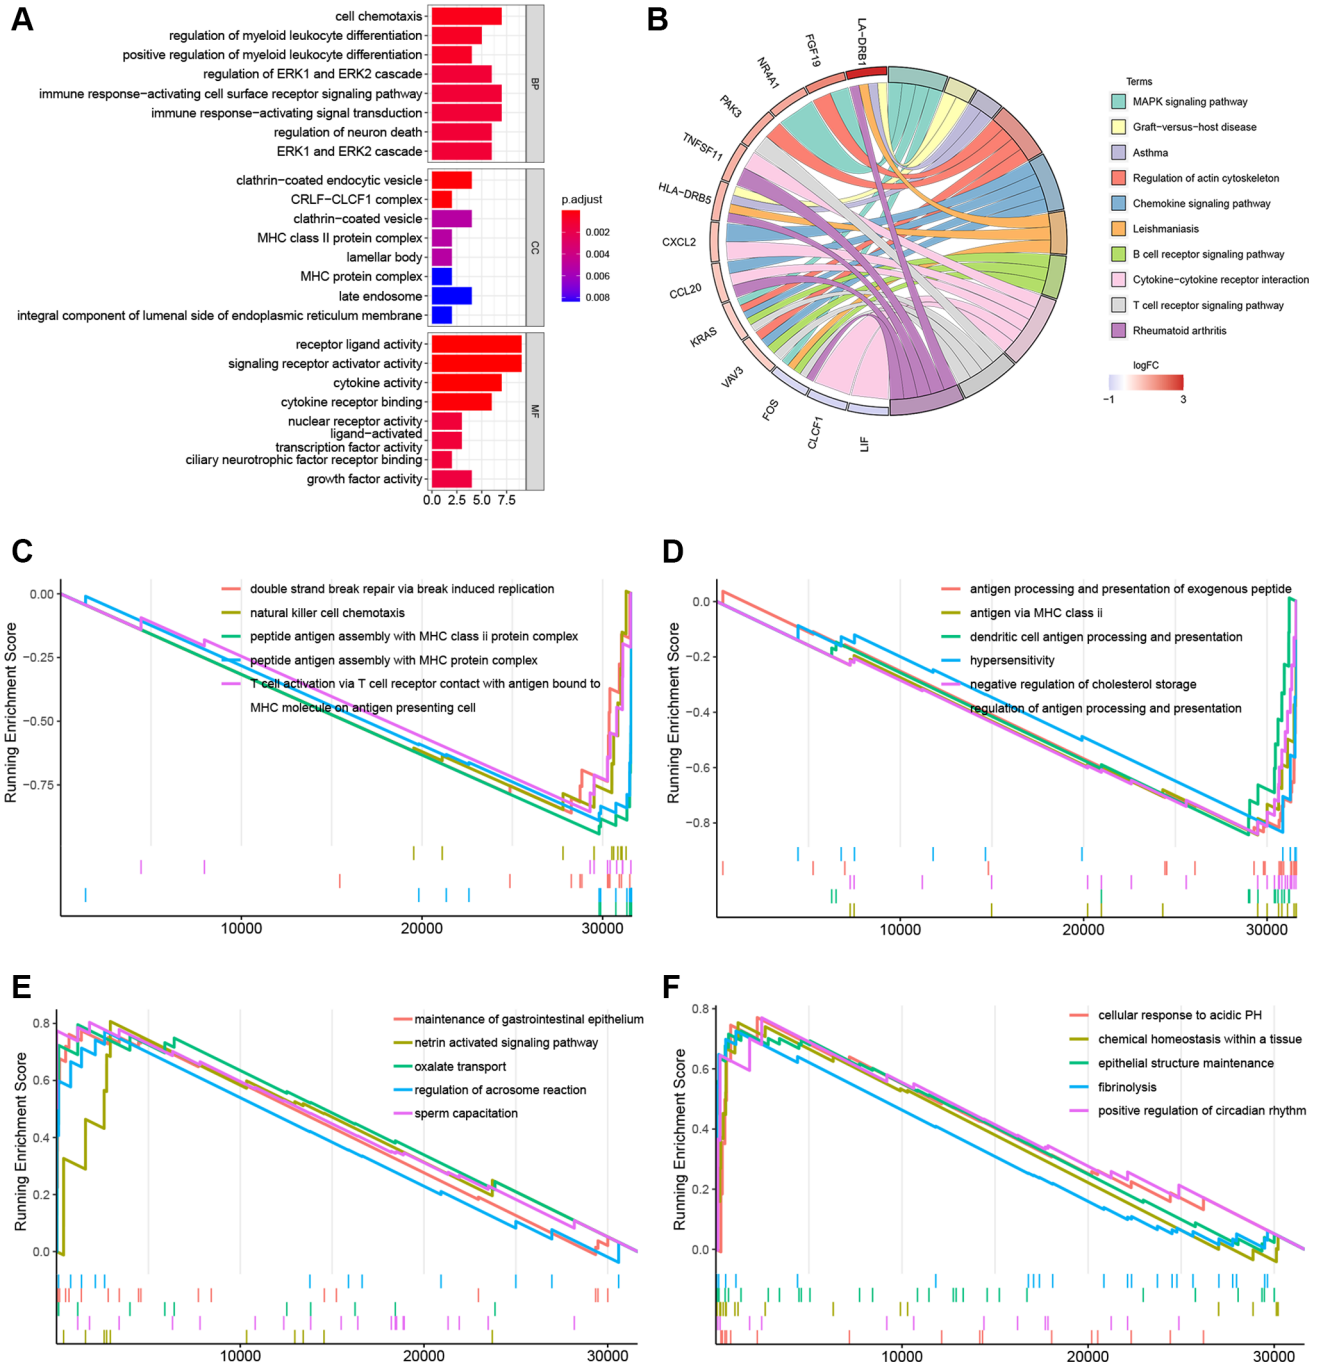 A
cell chemotaxis
regulation of myeloid leukocyte differentiation
positive regulation of myeloid leukocyte differentiation
regulation of ERK1 and ERK2 cascade
immune response−activating cell surface receptor signaling pathway
immune response−activating signal transduction
regulation of neuron death
ERK1 and ERK2 cascade
BP
clathrin−coated endocytic vesicle
CRLF−CLCF1 complex
clathrin−coated vesicle
MHC class II protein complex
lamellar body
MHC protein complex
late endosome
integral component of lumenal side of endoplasmic reticulum membrane
CC
receptor ligand activity
signaling receptor activator activity
cytokine activity
cytokine receptor binding
nuclear receptor activity
ligand−activated
transcription factor activity
ciliary neurotrophic factor receptor binding
growth factor activity
MF
0.0 2.5 5.0 7.5
p.adjust
0.002
0.004
0.006
0.008
B
LA−DRB1
FGF19
NR4A1
PAK3
TNFSF11
HLA−DRB5
CXCL2
CCL20
KRAS
VAV3
FOS
CLCF1
LIF
Terms
MAPK signaling pathway
Graft−versus−host disease
Asthma
Regulation of actin cytoskeleton
Chemokine signaling pathway
Leishmaniasis
B cell receptor signaling pathway
Cytokine−cytokine receptor interaction
T cell receptor signaling pathway
Rheumatoid arthritis
logFC
−1 3
C
Running Enrichment Score
0.00
−0.25
−0.50
−0.75
double strand break repair via break induced replication
natural killer cell chemotaxis
peptide antigen assembly with MHC class ii protein complex
peptide antigen assembly with MHC protein complex
T cell activation via T cell receptor contact with antigen bound to
MHC molecule on antigen presenting cell
10000 20000 30000
D
Running Enrichment Score
0.0
−0.2
−0.4
−0.6
−0.8
antigen processing and presentation of exogenous peptide
antigen via MHC class ii
dendritic cell antigen processing and presentation
hypersensitivity
negative regulation of cholesterol storage
regulation of antigen processing and presentation
10000 20000 30000
E
Running Enrichment Score
0.8
0.6
0.4
0.2
0.0
maintenance of gastrointestinal epithelium
netrin activated signaling pathway
oxalate transport
regulation of acrosome reaction
sperm capacitation
10000 20000 30000
F
Running Enrichment Score
0.8
0.6
0.4
0.2
0.0
cellular response to acidic PH
chemical homeostasis within a tissue
epithelial structure maintenance
fibrinolysis
positive regulation of circadian rhythm
10000 20000 30000